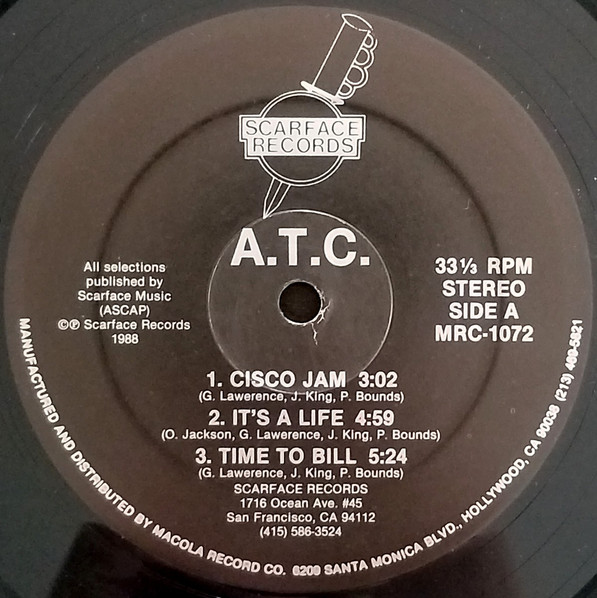 SCARFACE
RECORDS
A.T.C.
All selections
published by
Scarface Music
(ASCAP)
©℗ Scarface Records
1988
33⅓ RPM
STEREO
SIDE A
MRC-1072
1. CISCO JAM 3:02
(G. Lawerence, J. King, P. Bounds)
2. IT'S A LIFE 4:59
(O. Jackson, G. Lawerence, J. King, P. Bounds)
3. TIME TO BILL 5:24
(G. Lawerence, J. King, P. Bounds)
SCARFACE RECORDS
1716 Ocean Ave. #45
San Francisco, CA 94112
(415) 586-3524
MANUFACTURED AND DISTRIBUTED BY MACOLA RECORD CO. 6209 SANTA MONICA BLVD., HOLLYWOOD, CA 90038 (213) 469-5821